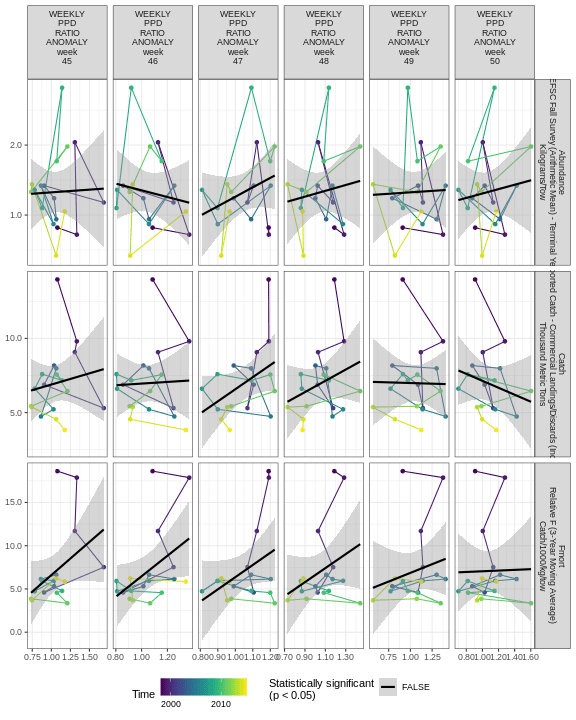 WEEKLY
PPD
RATIO
ANOMALY
week
45
WEEKLY
PPD
RATIO
ANOMALY
week
46
WEEKLY
PPD
RATIO
ANOMALY
week
47
WEEKLY
PPD
RATIO
ANOMALY
week
48
WEEKLY
PPD
RATIO
ANOMALY
week
49
WEEKLY
PPD
RATIO
ANOMALY
week
50
2.0
1.0
Abundance
EFSC Fall Survey (Arithmetic Mean) - Terminal Ye
Kilograms/Tow
10.0
5.0
Catch
ported Catch - Commercial Landings/Discards (Inc
Thousand Metric Tons
15.0
10.0
5.0
0.0
Fmort
Relative F (3-Year Moving Average)
Catch/1000/kg/tow
0.75 1.00 1.25 1.50
0.80 1.00 1.20
0.80 0.90 1.00 1.10 1.20
0.70 0.90 1.10 1.30
0.75 1.00 1.25
0.80 1.00 1.20 1.40 1.60
Time
2000 2010
Statistically significant
(p < 0.05)
FALSE